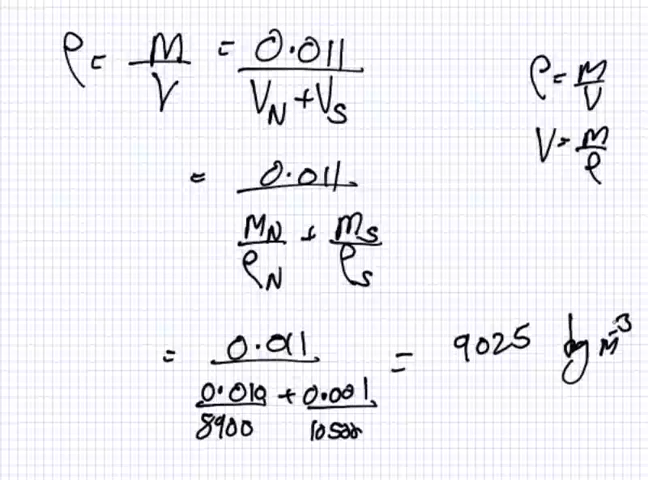 ρ = M/V = 0.011/(V_N + V_S)
ρ = m/V
V = m/ρ
= 0.011/(M_N/ρ_N + m_S/ρ_S)
= 0.011/(0.010/8900 + 0.001/10500) = 9025 kg m⁻³